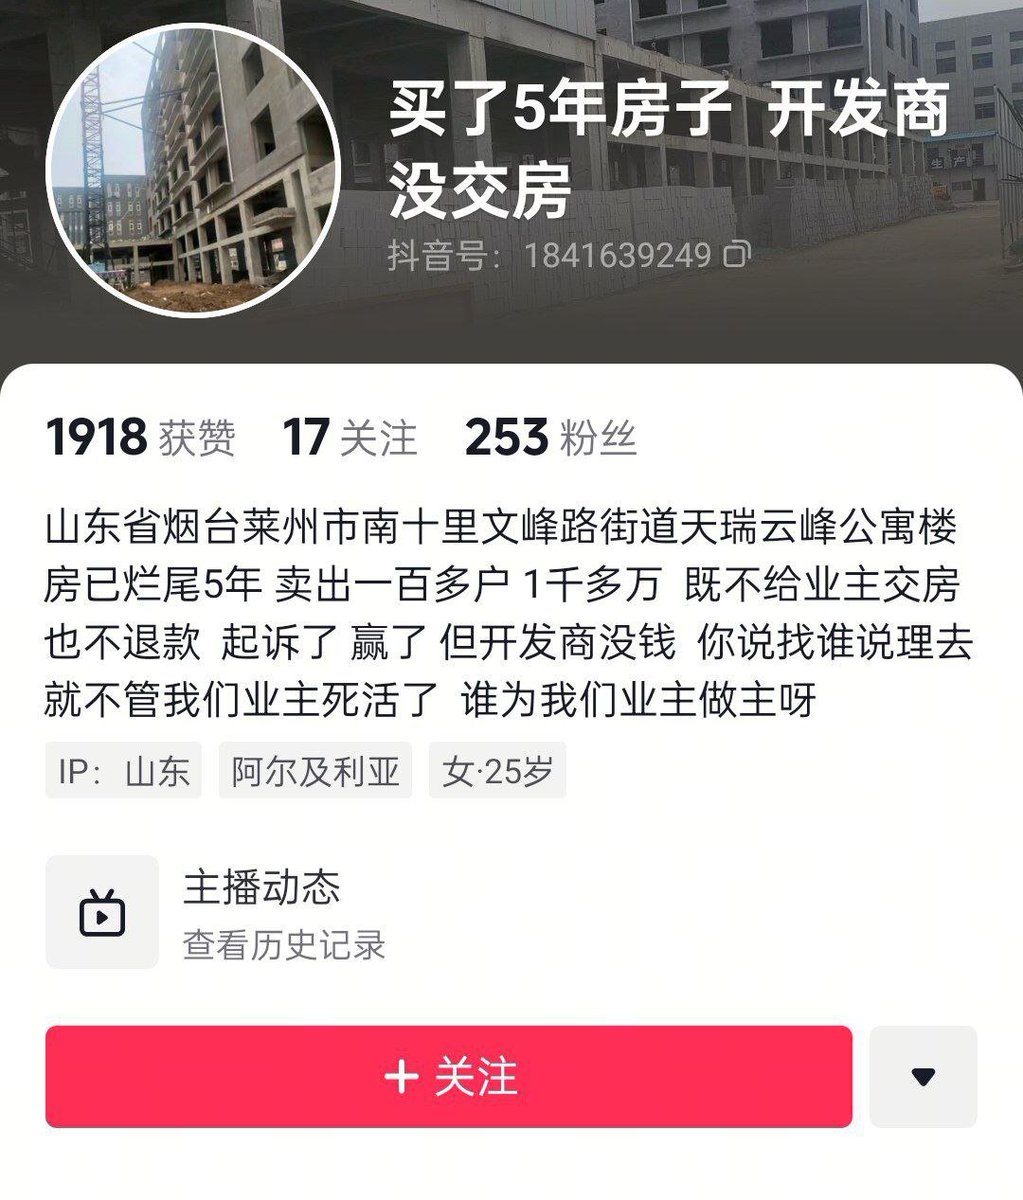 买了5年房子 开发商
没交房
抖音号：1841639249
1918 获赞 17 关注 253 粉丝
山东省烟台莱州市南十里文峰路街道天瑞云峰公寓楼
房已烂尾5年 卖出一百多户 1千多万 既不给业主交房
也不退款 起诉了 赢了 但开发商没钱 你说找谁说理去
就不管我们业主死活了 谁为我们业主做主呀
IP：山东 阿尔及利亚 女·25岁
主播动态
查看历史记录
+ 关注